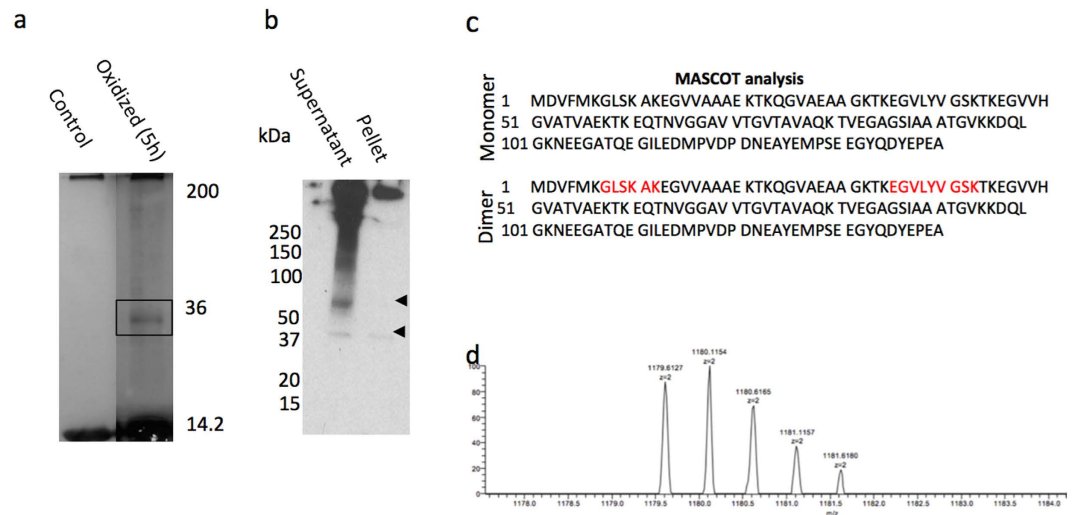 a
Control
Oxidized (5h)
200
36
14.2
b
kDa
Supernatant
Pellet
250
150
100
50
37
20
15
c
MASCOT analysis
Monomer
1 MDVFMKGLSK AKEGVVAAAE KTKQGVAEAA GKTKEGVLYV GSKTKEGVVH
51 GVATVAEKTK EQTNVGGAV VTGVTAVAQK TVEGAGSIAA ATGVKKDQL
101 GKNEEGATQE GILEDMPVDP DNEAYEMPSE EGYQDYEPEA
Dimer
1 MDVFMKGLSK AKEGVVAAAE KTKQGVAEAA GKTKEGVLYV GSKTKEGVVH
51 GVATVAEKTK EQTNVGGAV VTGVTAVAQK TVEGAGSIAA ATGVKKDQL
101 GKNEEGATQE GILEDMPVDP DNEAYEMPSE EGYQDYEPEA
d
1179.6127
z=2
1180.1154
z=2
1180.6165
z=2
1181.1157
z=2
1181.6180
z=2
100
80
60
40
20
0
1178.0 1178.5 1179.0 1179.5 1180.0 1180.5 1181.0 1181.5 1182.0 1182.5 1183.0 1183.5 1184.0
m/z